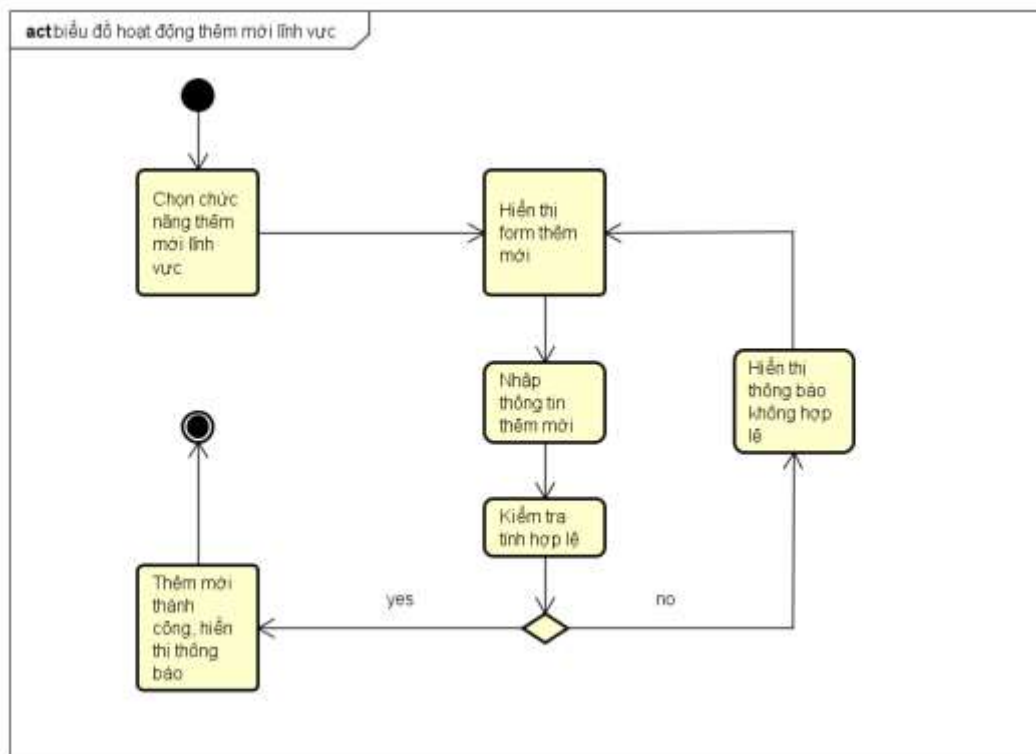 act biểu đồ hoạt động thêm mới lĩnh vực
Chọn chức
năng thêm
mới lĩnh
vực
Hiển thị
form thêm
mới
Nhập
thông tin
thêm mới
Hiển thị
thông báo
không hợp
lệ
Kiểm tra
tính hợp lệ
yes
no
Thêm mới
thành
công, hiển
thị thông
báo